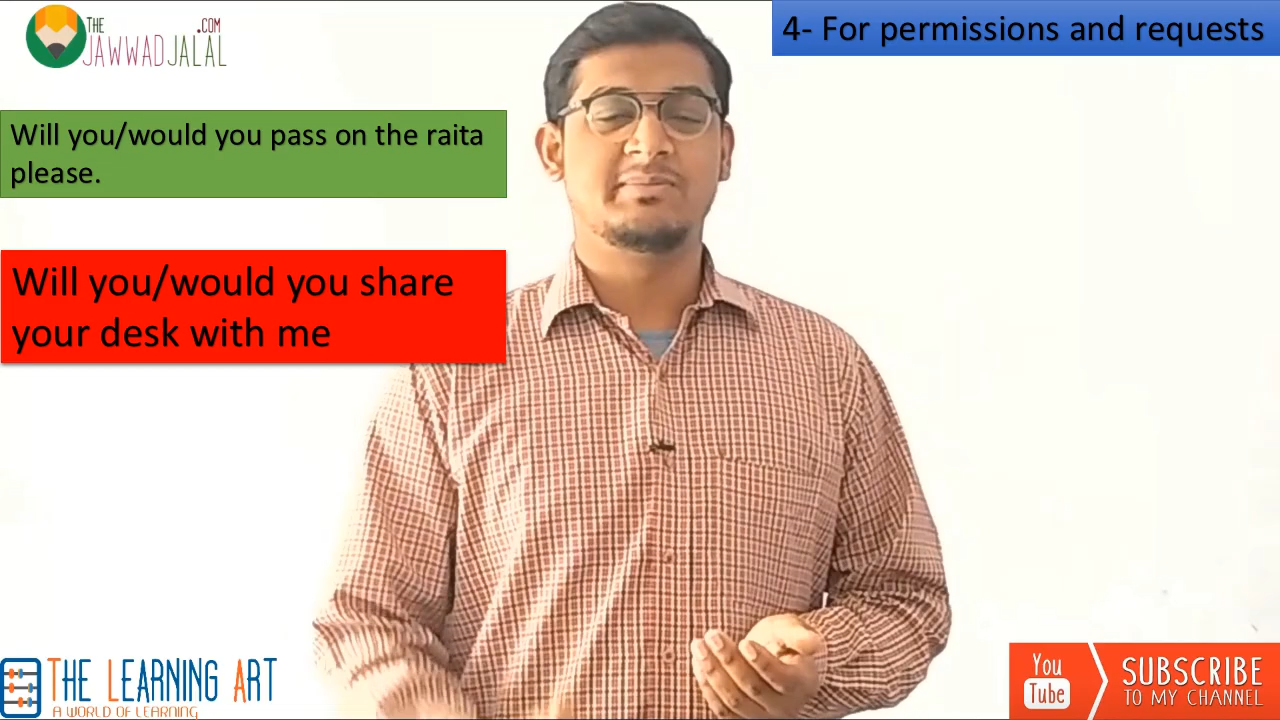 THE
JAWWADJALAL
.COM
4- For permissions and requests
Will you/would you pass on the raita
please.
Will you/would you share
your desk with me
THE LEARNING ART
A WORLD OF LEARNING
You
Tube
SUBSCRIBE
TO MY CHANNEL